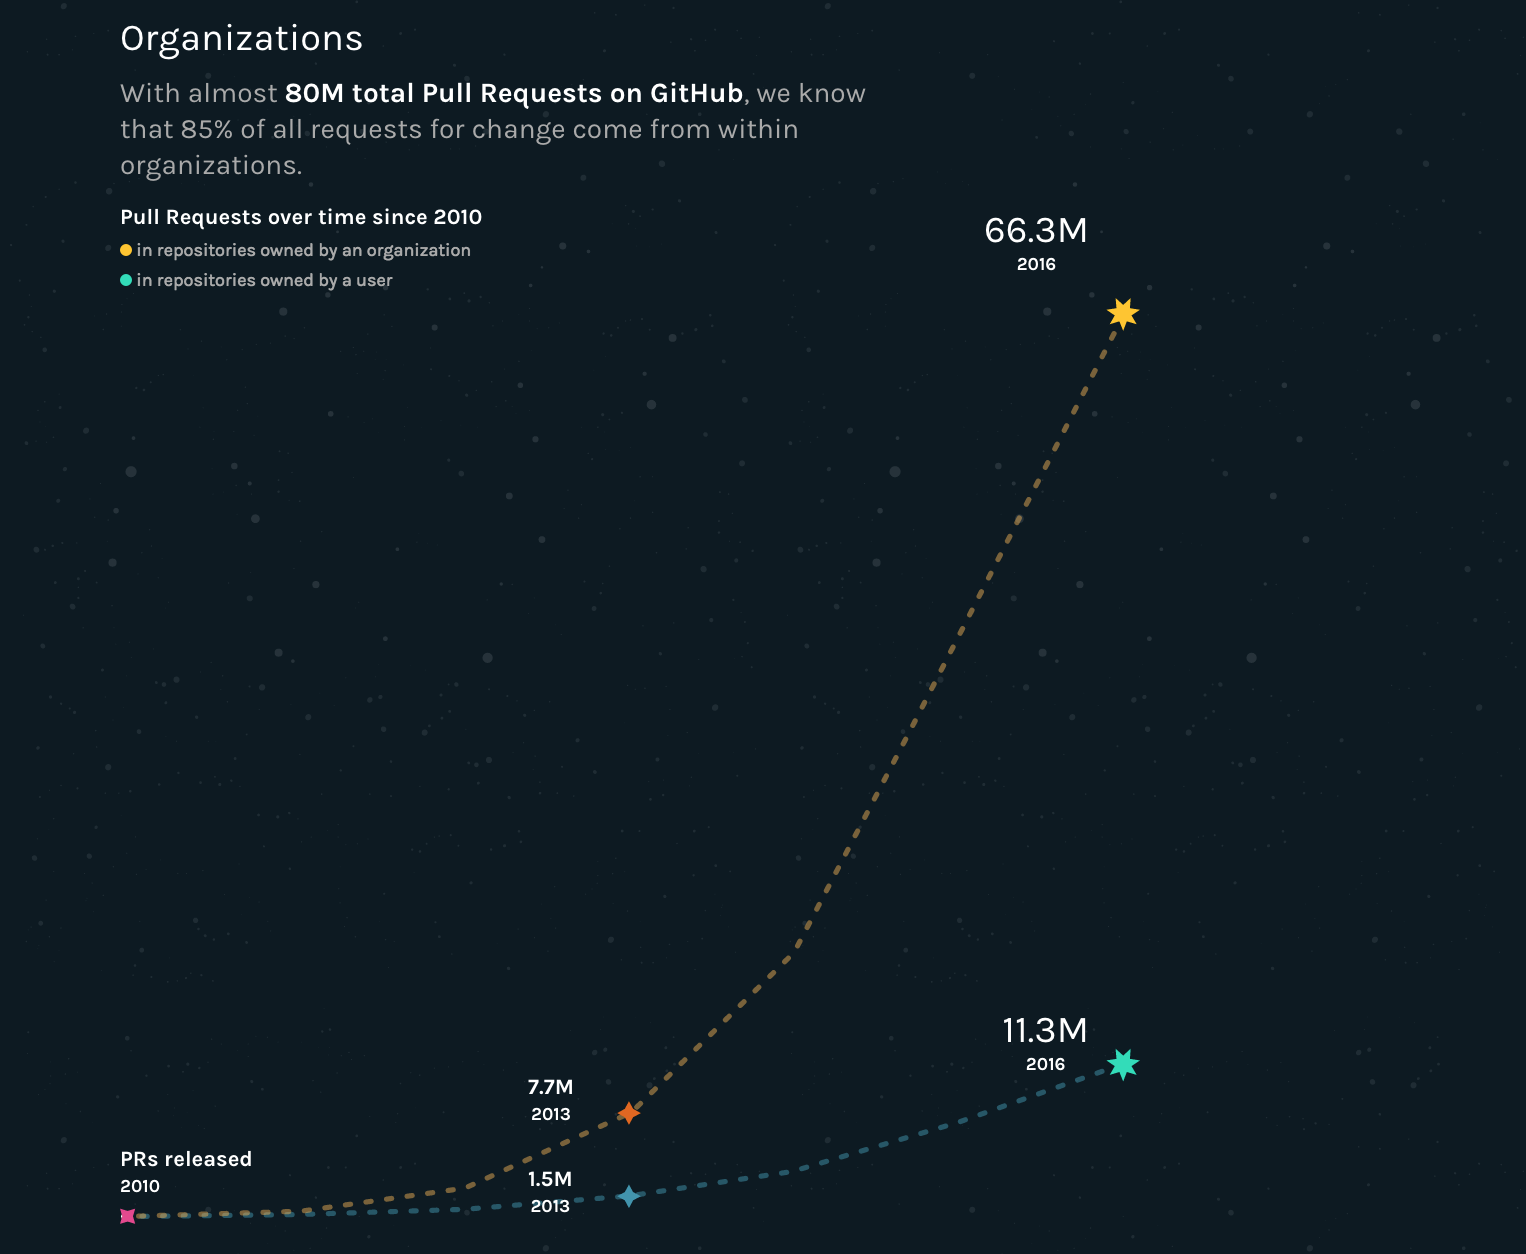 Organizations
With almost 80M total Pull Requests on GitHub, we know
that 85% of all requests for change come from within
organizations.
Pull Requests over time since 2010
in repositories owned by an organization
in repositories owned by a user
66.3M
2016
11.3M
2016
7.7M
2013
1.5M
2013
PRs released
2010